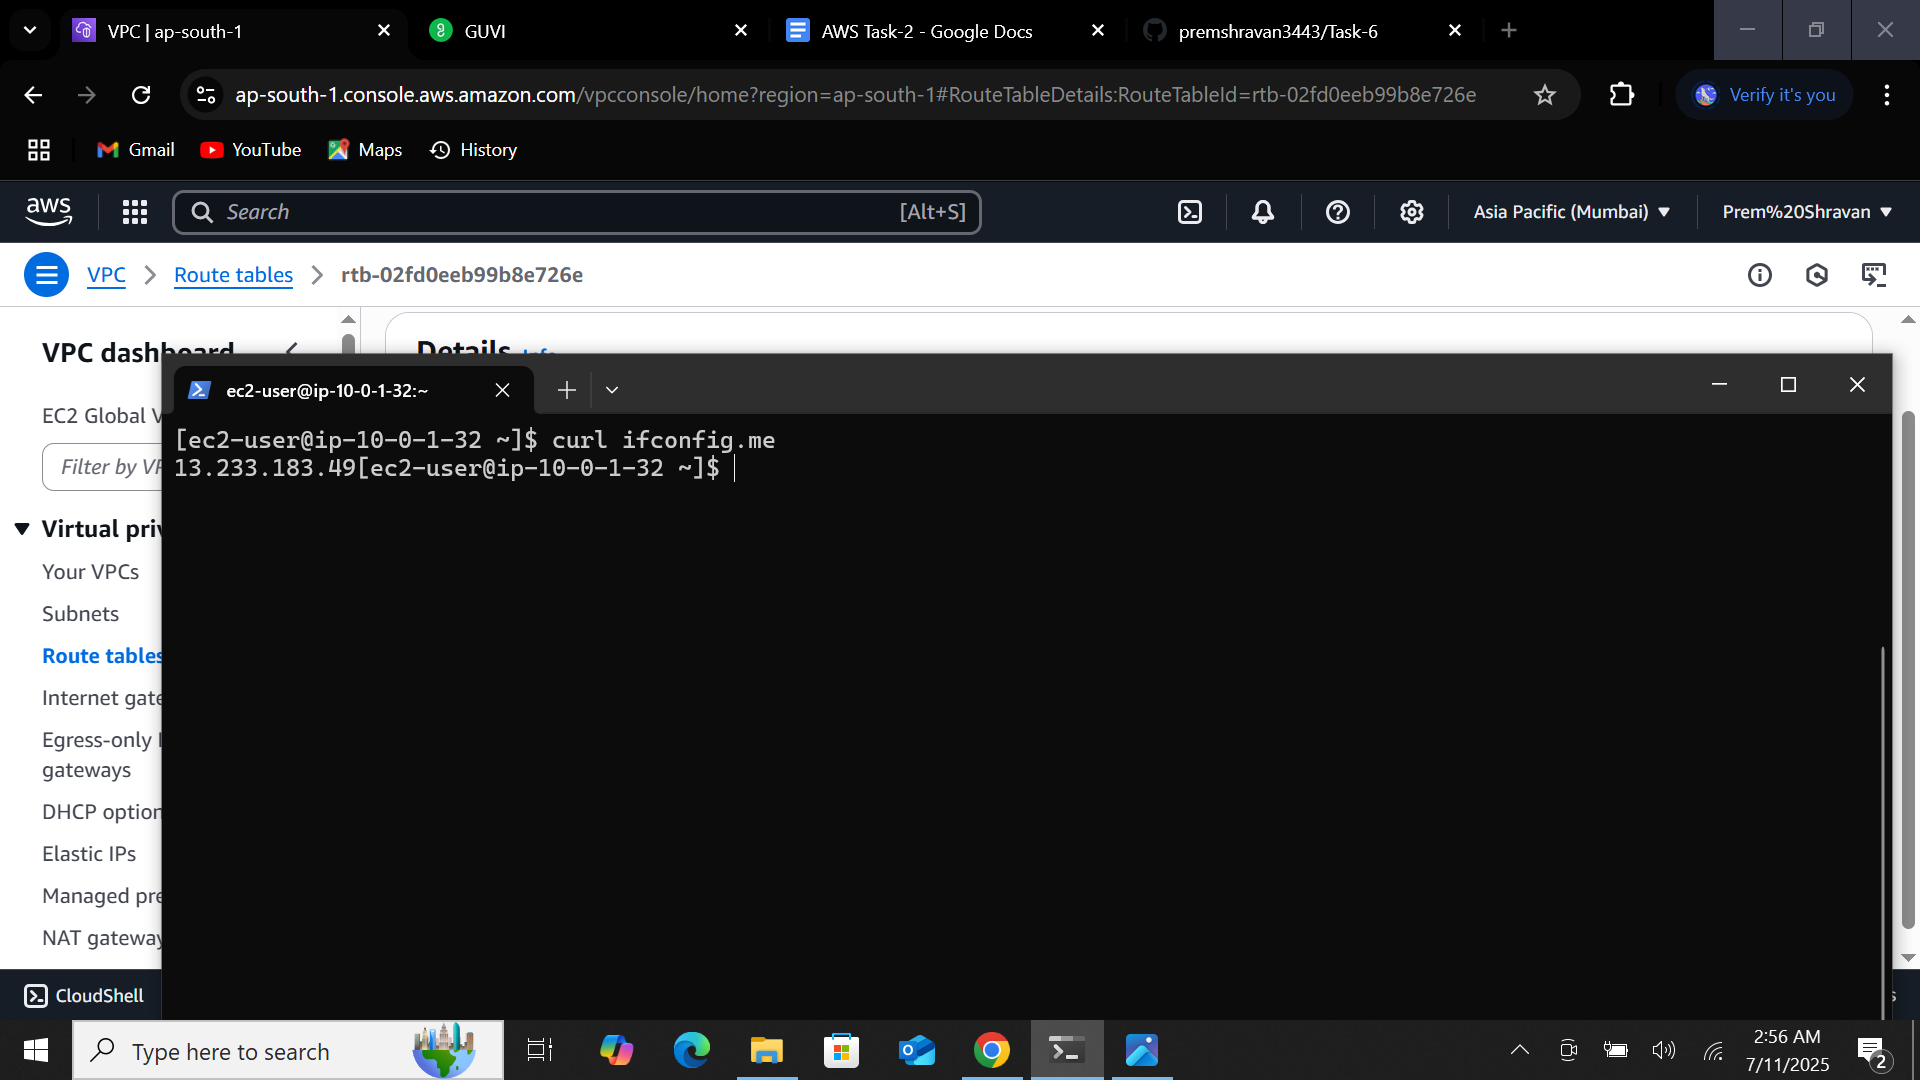 VPC | ap-south-1
GUVI
AWS Task-2 - Google Docs
premshravan3443/Task-6
ap-south-1.console.aws.amazon.com/vpcconsole/home?region=ap-south-1#RouteTableDetails:RouteTableId=rtb-02fd0eeb99b8e726e
Verify it's you
Gmail
YouTube
Maps
History
aws
Search
[Alt+S]
Asia Pacific (Mumbai)
Prem%20Shravan
VPC
Route tables
rtb-02fd0eeb99b8e726e
VPC dashboard
Details
Info
ec2-user@ip-10-0-1-32:~
EC2 Global V
[ec2-user@ip-10-0-1-32 ~]$ curl ifconfig.me
13.233.183.49[ec2-user@ip-10-0-1-32 ~]$
Filter by VP
Virtual priv
Your VPCs
Subnets
Route tables
Internet gate
Egress-only I
gateways
DHCP option
Elastic IPs
Managed pre
NAT gateway
CloudShell
Type here to search
2:56 AM
7/11/2025
2